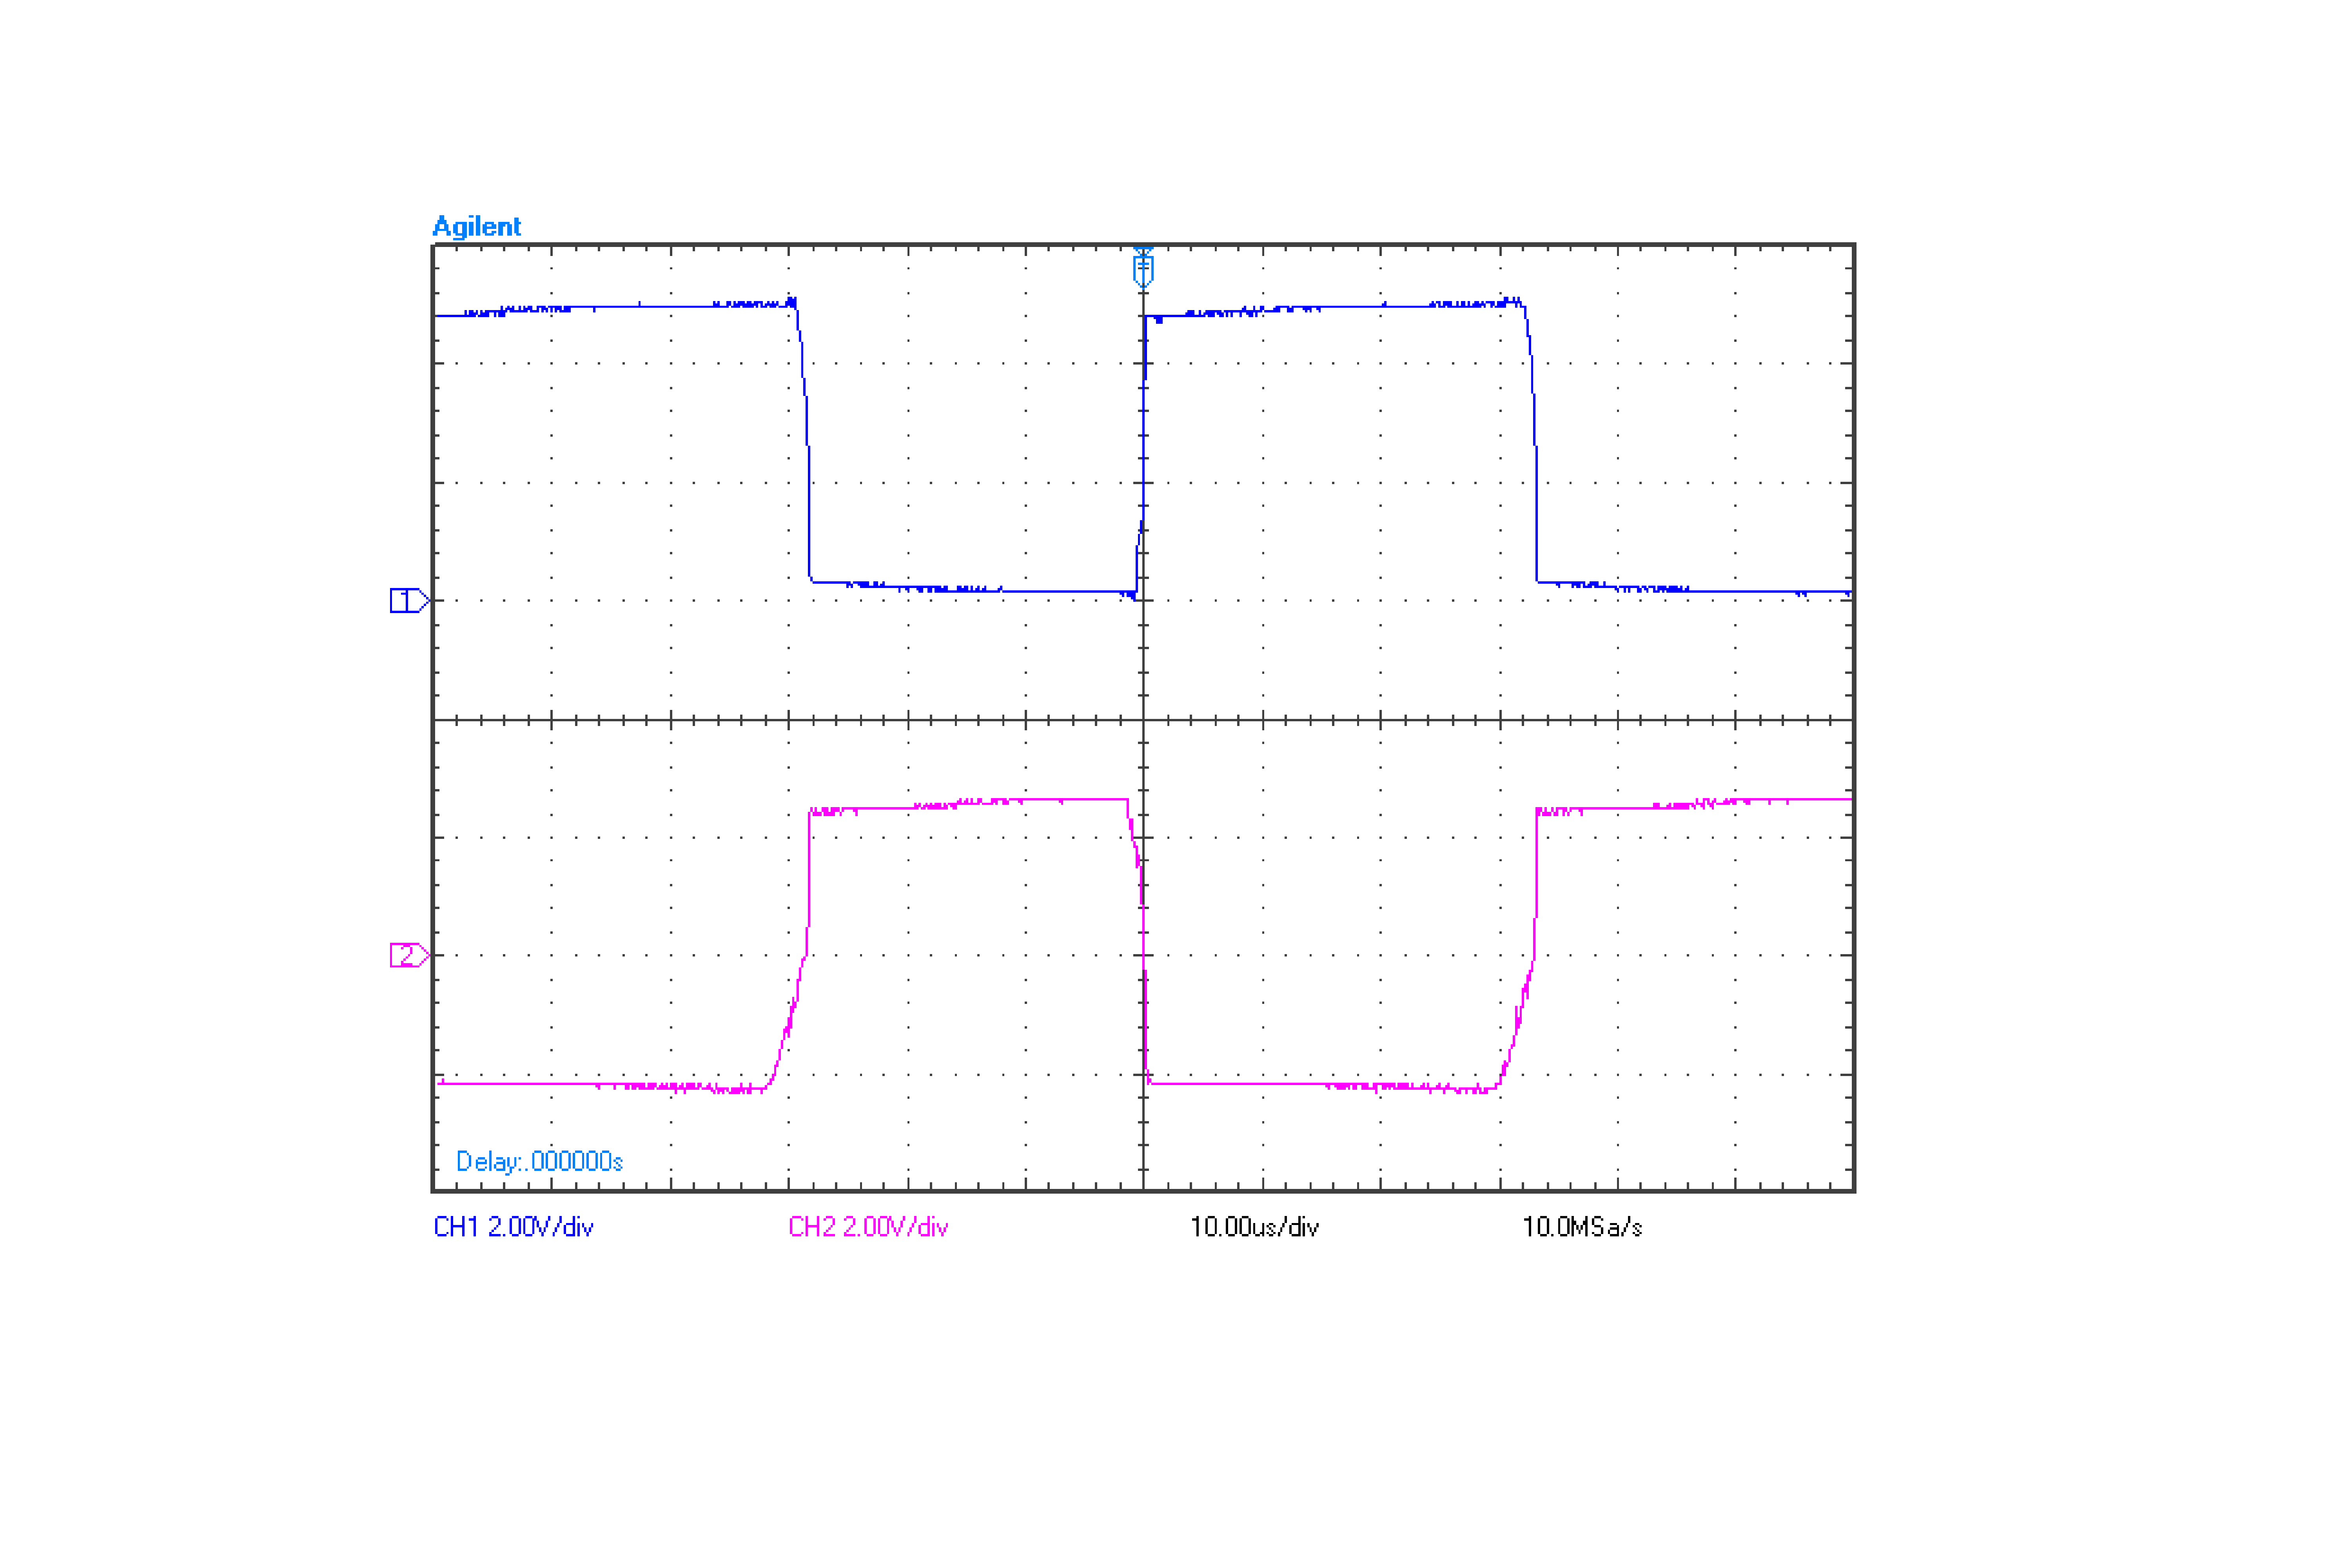 Agilent
1
2
Delay:.000000s
CH1 2.00V/div CH2 2.00V/div 10.00us/div 10.0MSa/s